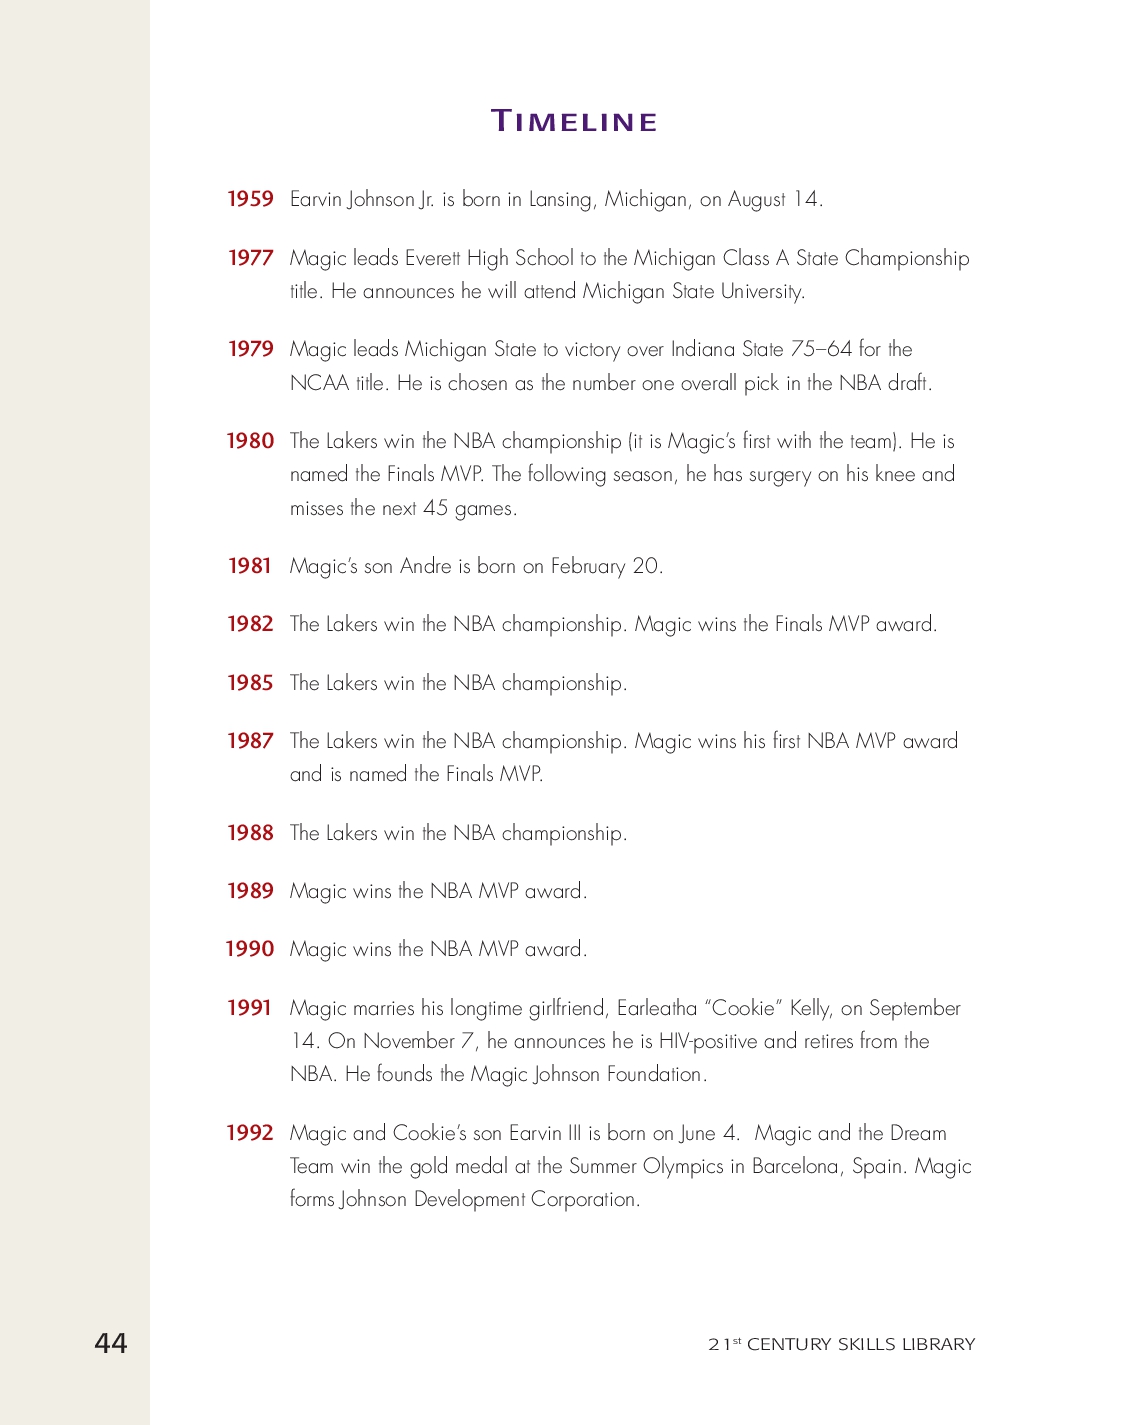 Timeline
1959 Earvin Johnson Jr. is born in Lansing, Michigan, on August 14.
1977 Magic leads Everett High School to the Michigan Class A State Championship
title. He announces he will attend Michigan State University.
1979 Magic leads Michigan State to victory over Indiana State 75–64 for the
NCAA title. He is chosen as the number one overall pick in the NBA draft.
1980 The Lakers win the NBA championship (it is Magic’s first with the team). He is
named the Finals MVP. The following season, he has surgery on his knee and
misses the next 45 games.
1981 Magic’s son Andre is born on February 20.
1982 The Lakers win the NBA championship. Magic wins the Finals MVP award.
1985 The Lakers win the NBA championship.
1987 The Lakers win the NBA championship. Magic wins his first NBA MVP award
and is named the Finals MVP.
1988 The Lakers win the NBA championship.
1989 Magic wins the NBA MVP award.
1990 Magic wins the NBA MVP award.
1991 Magic marries his longtime girlfriend, Earleatha “Cookie” Kelly, on September
14. On November 7, he announces he is HIV-positive and retires from the
NBA. He founds the Magic Johnson Foundation.
1992 Magic and Cookie’s son Earvin III is born on June 4.  Magic and the Dream
Team win the gold medal at the Summer Olympics in Barcelona, Spain. Magic
forms Johnson Development Corporation.
44
21st CENTURY SKILLS LIBRARY